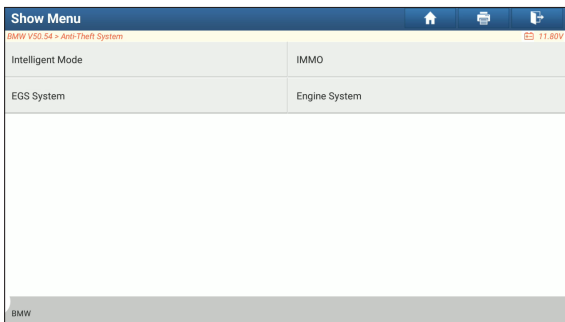 Show Menu
BMW V50.54 > Anti-Theft System
11.80V
Intelligent Mode
IMMO
EGS System
Engine System
BMW